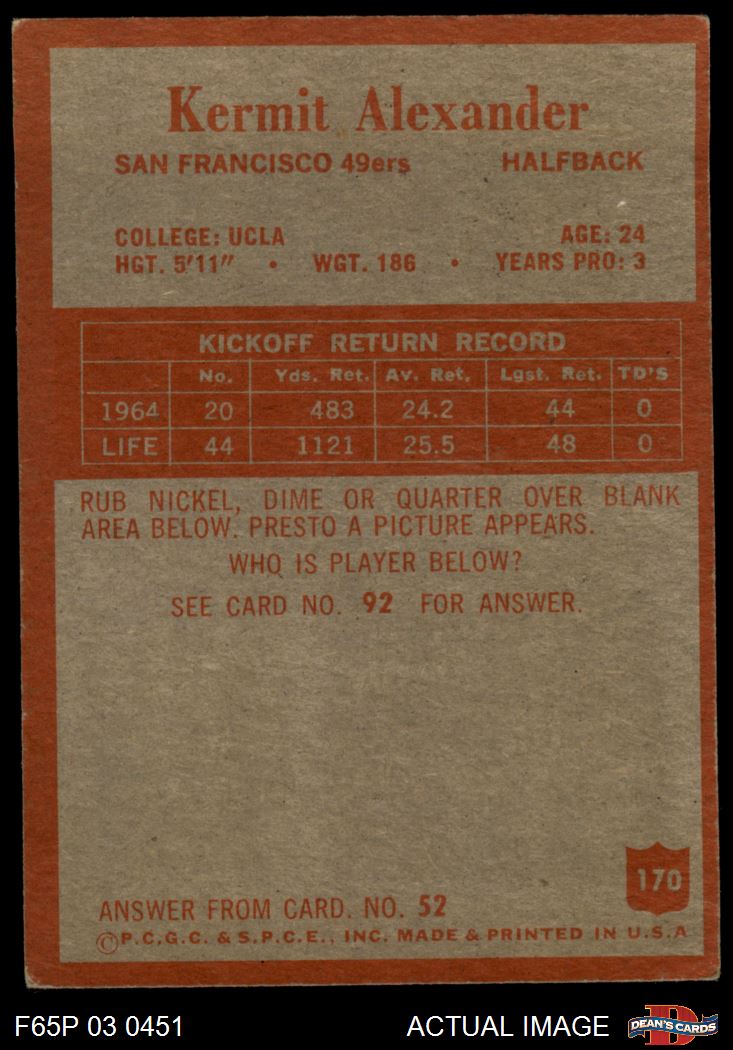 Kermit Alexander
SAN FRANCISCO 49ers HALFBACK
COLLEGE: UCLA AGE: 24
HGT. 5'11" • WGT. 186 • YEARS PRO: 3
KICKOFF RETURN RECORD
No. Yds. Ret. Av. Ret. Lgst. Ret. TD'S
1964 20 483 24.2 44 0
LIFE 44 1121 25.5 48 0
RUB NICKEL, DIME OR QUARTER OVER BLANK
AREA BELOW. PRESTO A PICTURE APPEARS.
WHO IS PLAYER BELOW?
SEE CARD NO. 92 FOR ANSWER.
170
ANSWER FROM CARD. NO. 52
©P.C.G.C. & S.P.C.E., INC. MADE & PRINTED IN U.S.A
F65P 03 0451 ACTUAL IMAGE D DEAN'S CARDS